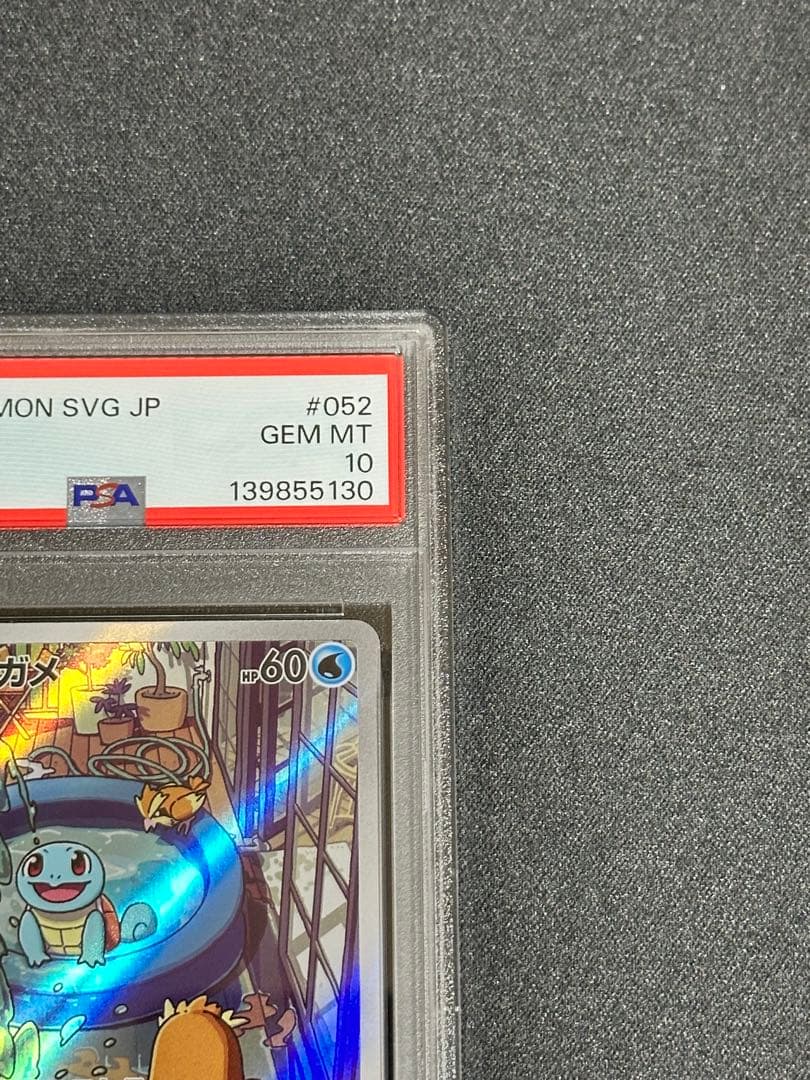 MON SVG JP #052
GEM MT
10
PSA 139855130
ガメ HP60